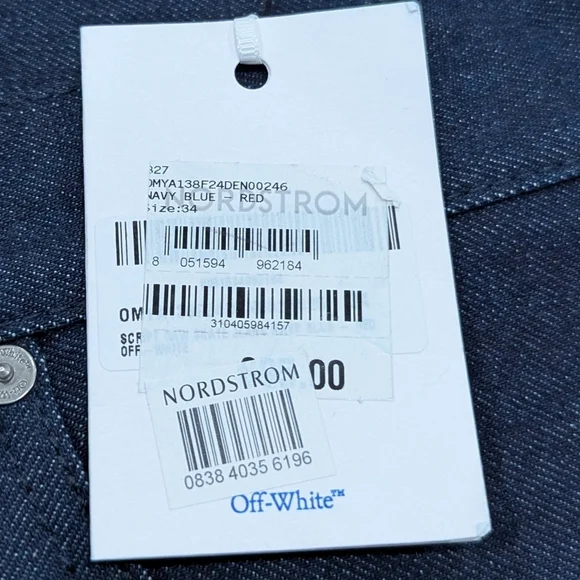 827
OMYA138F24DEN00246
NAVY BLUE - RED
Size:34
NORDSTROM
8 051594 962184
OM
310405984157
SCR
OFF
.00
NORDSTROM
0838 4035 6196
Off-White™